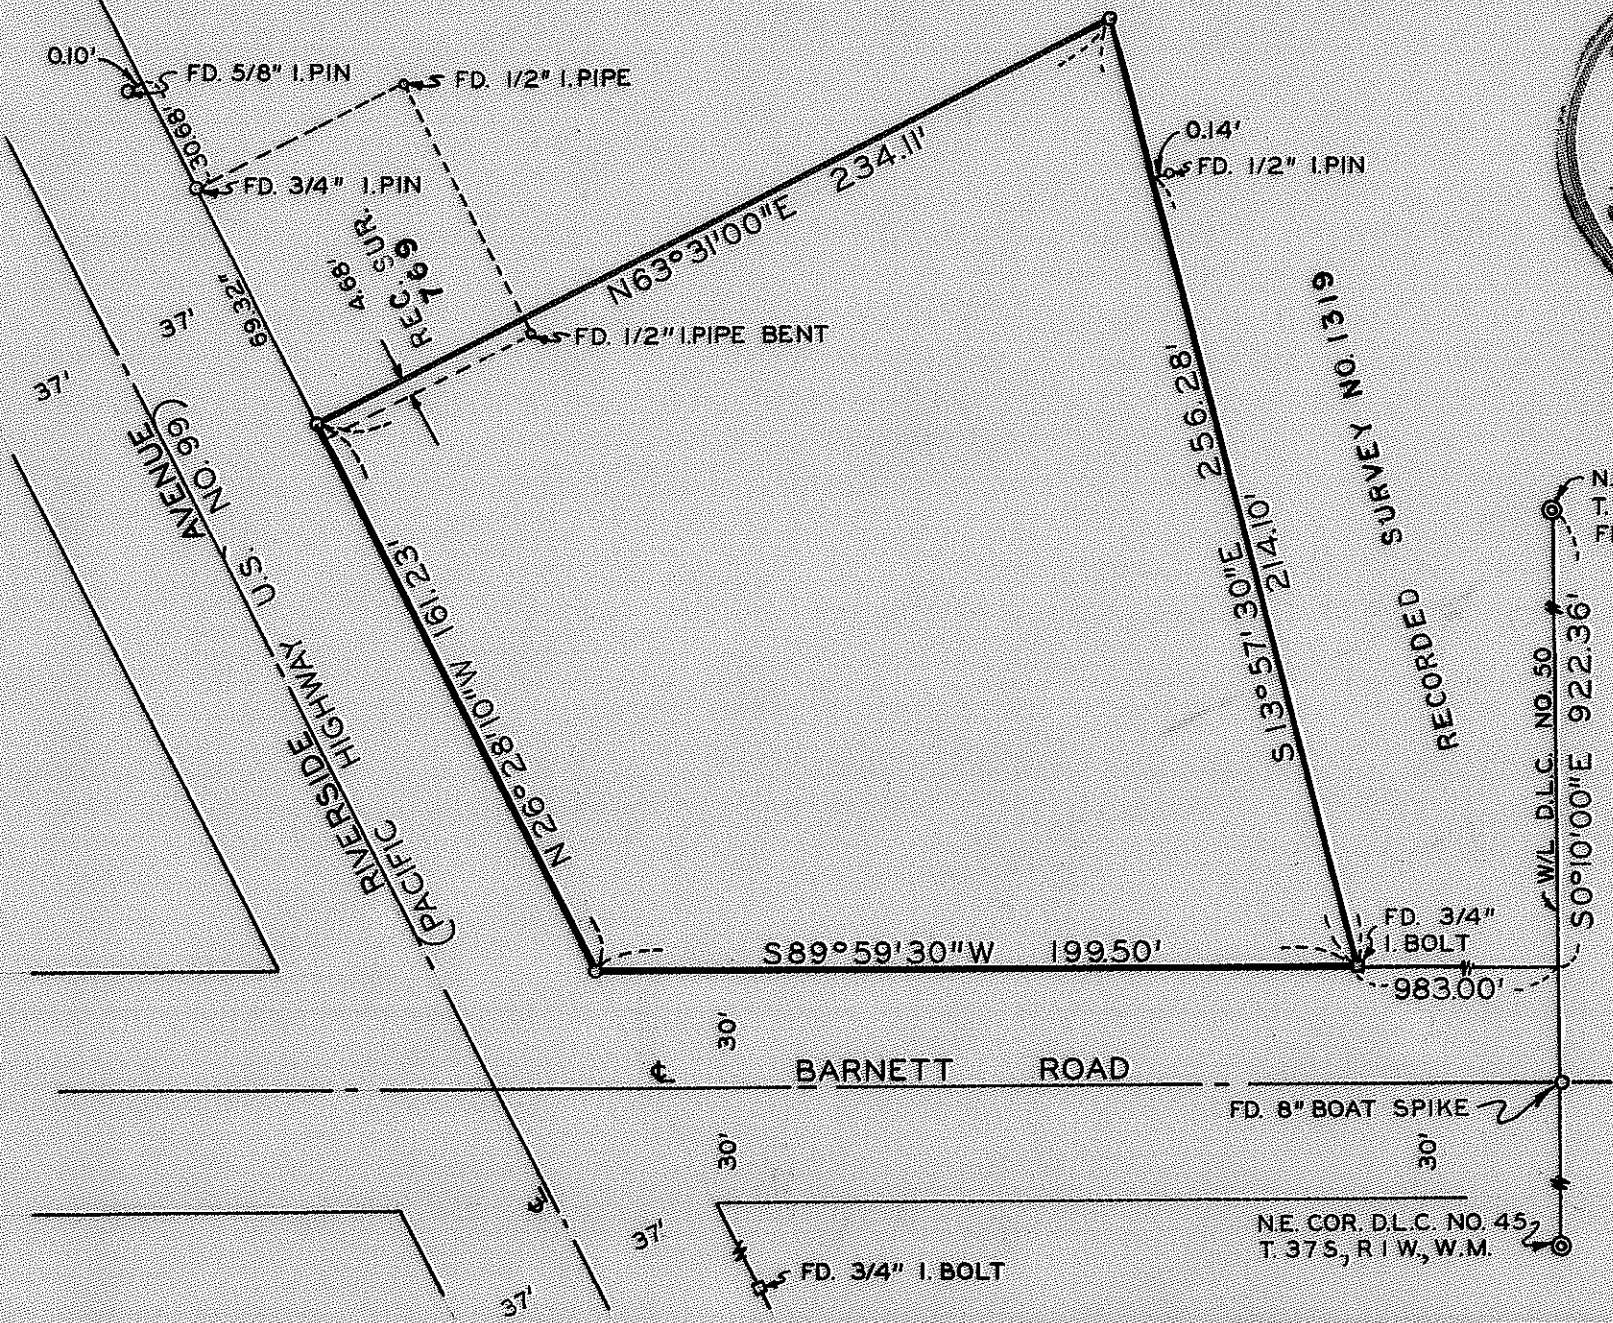 0.10'
FD. 5/8" I. PIN
FD. 1/2" I. PIPE
30.68'
FD. 3/4" I. PIN
0.14'
FD. 1/2" I. PIN
N63°31'00"E 234.11'
4.68'
REC. SUR.
769
69.32"
37'
37'
FD. 1/2" I. PIPE BENT
RECORDED SURVEY NO. 1319
256.28'
S 13° 57' 30"E
214.10'
RIVERSIDE AVENUE
(PACIFIC HIGHWAY U.S. NO. 99)
N 26° 28' 10"W 161.23'
N.
T.
W/L D.L.C. NO. 50
S0°10'00"E 922.36'
FD. 3/4"
I. BOLT
S89°59'30"W 199.50'
983.00'
30'
BARNETT ROAD
FD. 8" BOAT SPIKE
30'
30'
37'
37'
N.E. COR. D.L.C. NO. 45
T. 37 S., R 1 W., W.M.
FD. 3/4" I. BOLT